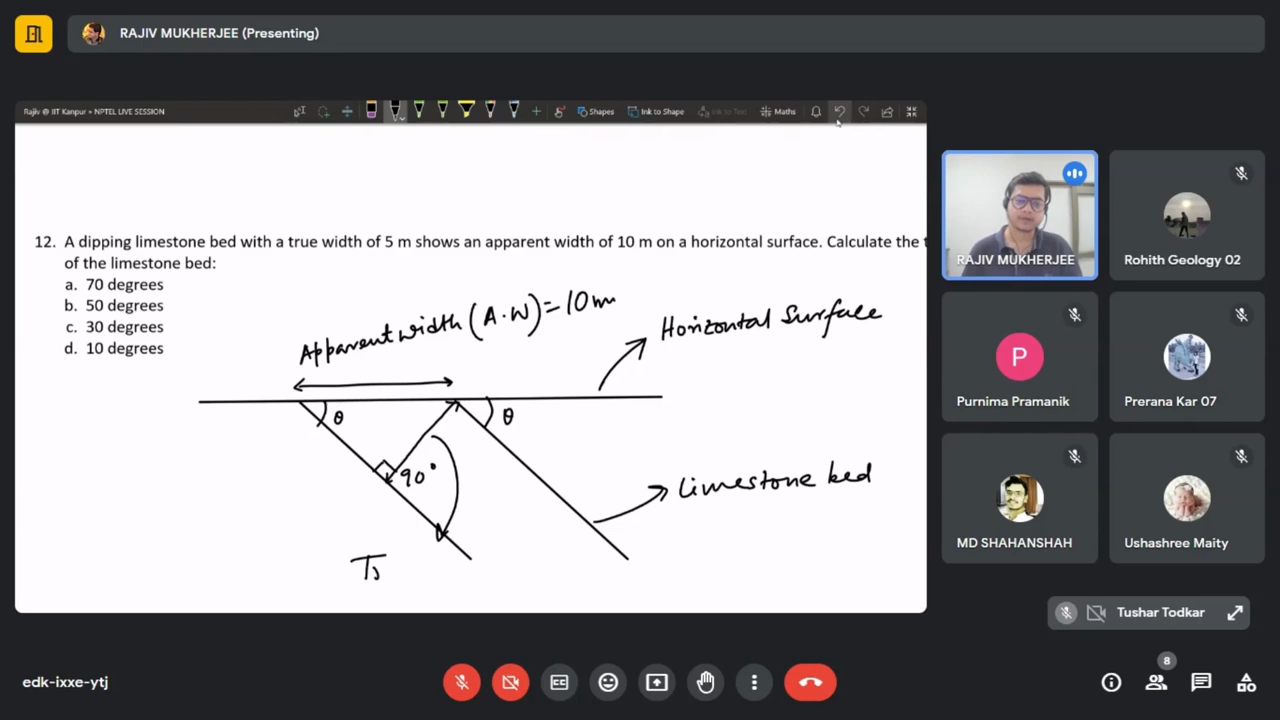 RAJIV MUKHERJEE (Presenting)
Rajiv @ IIT Kanpur • NPTEL LIVE SESSION
Shapes
Ink to Shape
Ink to Text
Maths
12. A dipping limestone bed with a true width of 5 m shows an apparent width of 10 m on a horizontal surface. Calculate the
of the limestone bed:
a. 70 degrees
b. 50 degrees
c. 30 degrees
d. 10 degrees
Apparent width (A.W) = 10m
Horizontal Surface
θ
θ
90°
Limestone bed
RAJIV MUKHERJEE
Rohith Geology 02
P
Purnima Pramanik
Prerana Kar 07
MD SHAHANSHAH
Ushashree Maity
Tushar Todkar
edk-ixxe-ytj
8